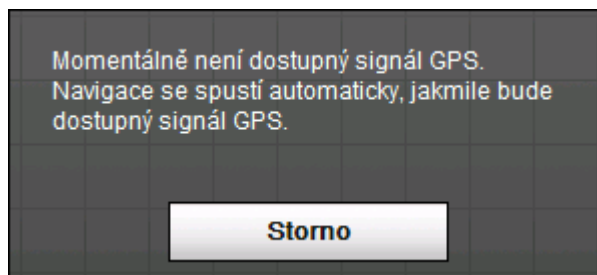 Momentálně není dostupný signál GPS.
Navigace se spustí automaticky, jakmile bude
dostupný signál GPS.
Storno